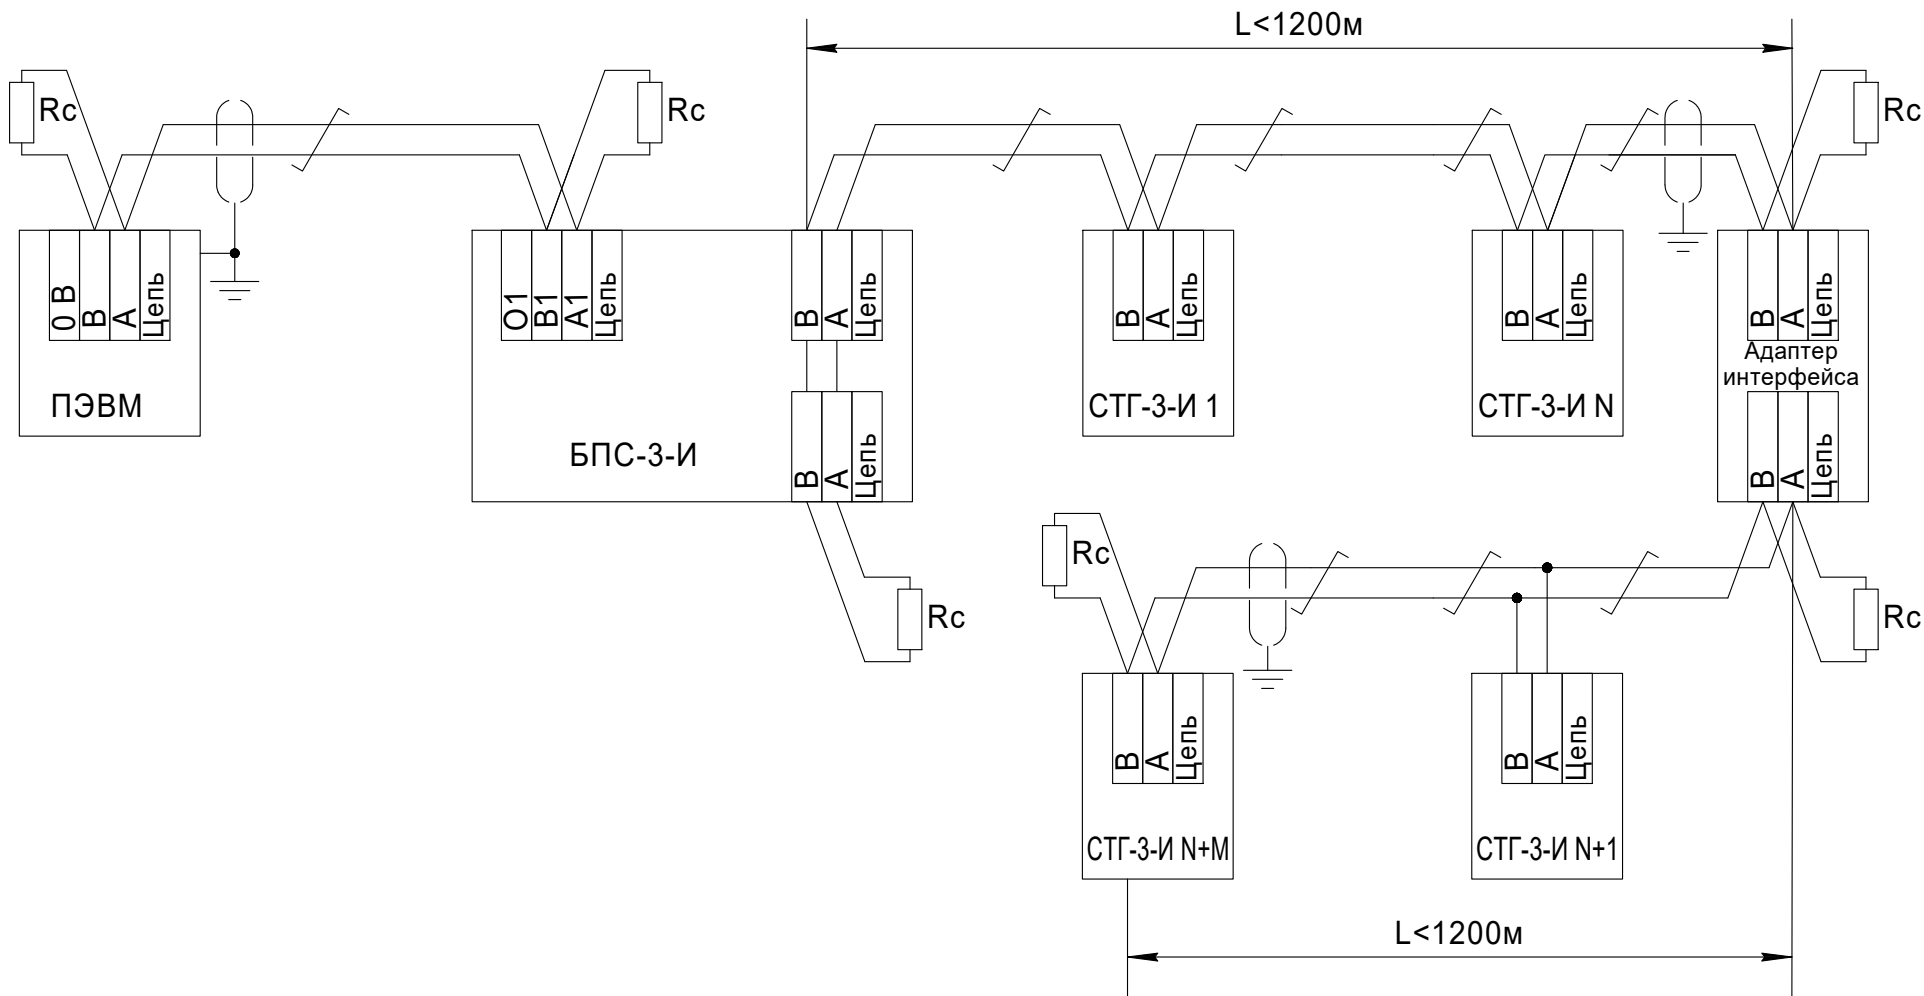 L<1200м
Rc
Rc
Rc
0 В
В
А
Цепь
О1
В1
А1
Цепь
В
А
Цепь
В
А
Цепь
В
А
Цепь
В
А
Цепь
Адаптер
интерфейса
ПЭВМ
СТГ-3-И 1
СТГ-3-И N
БПС-3-И
В
А
Цепь
В
А
Цепь
Rc
Rc
Rc
В
А
Цепь
В
А
Цепь
СТГ-3-И N+М
СТГ-3-И N+1
L<1200м